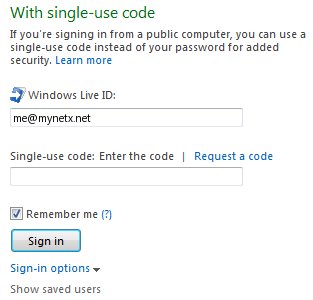 With single-use code
If you're signing in from a public computer, you can use a
single-use code instead of your password for added
security. Learn more
Windows Live ID:
me@mynetx.net
Single-use code: Enter the code | Request a code
Remember me (?)
Sign in
Sign-in options
Show saved users